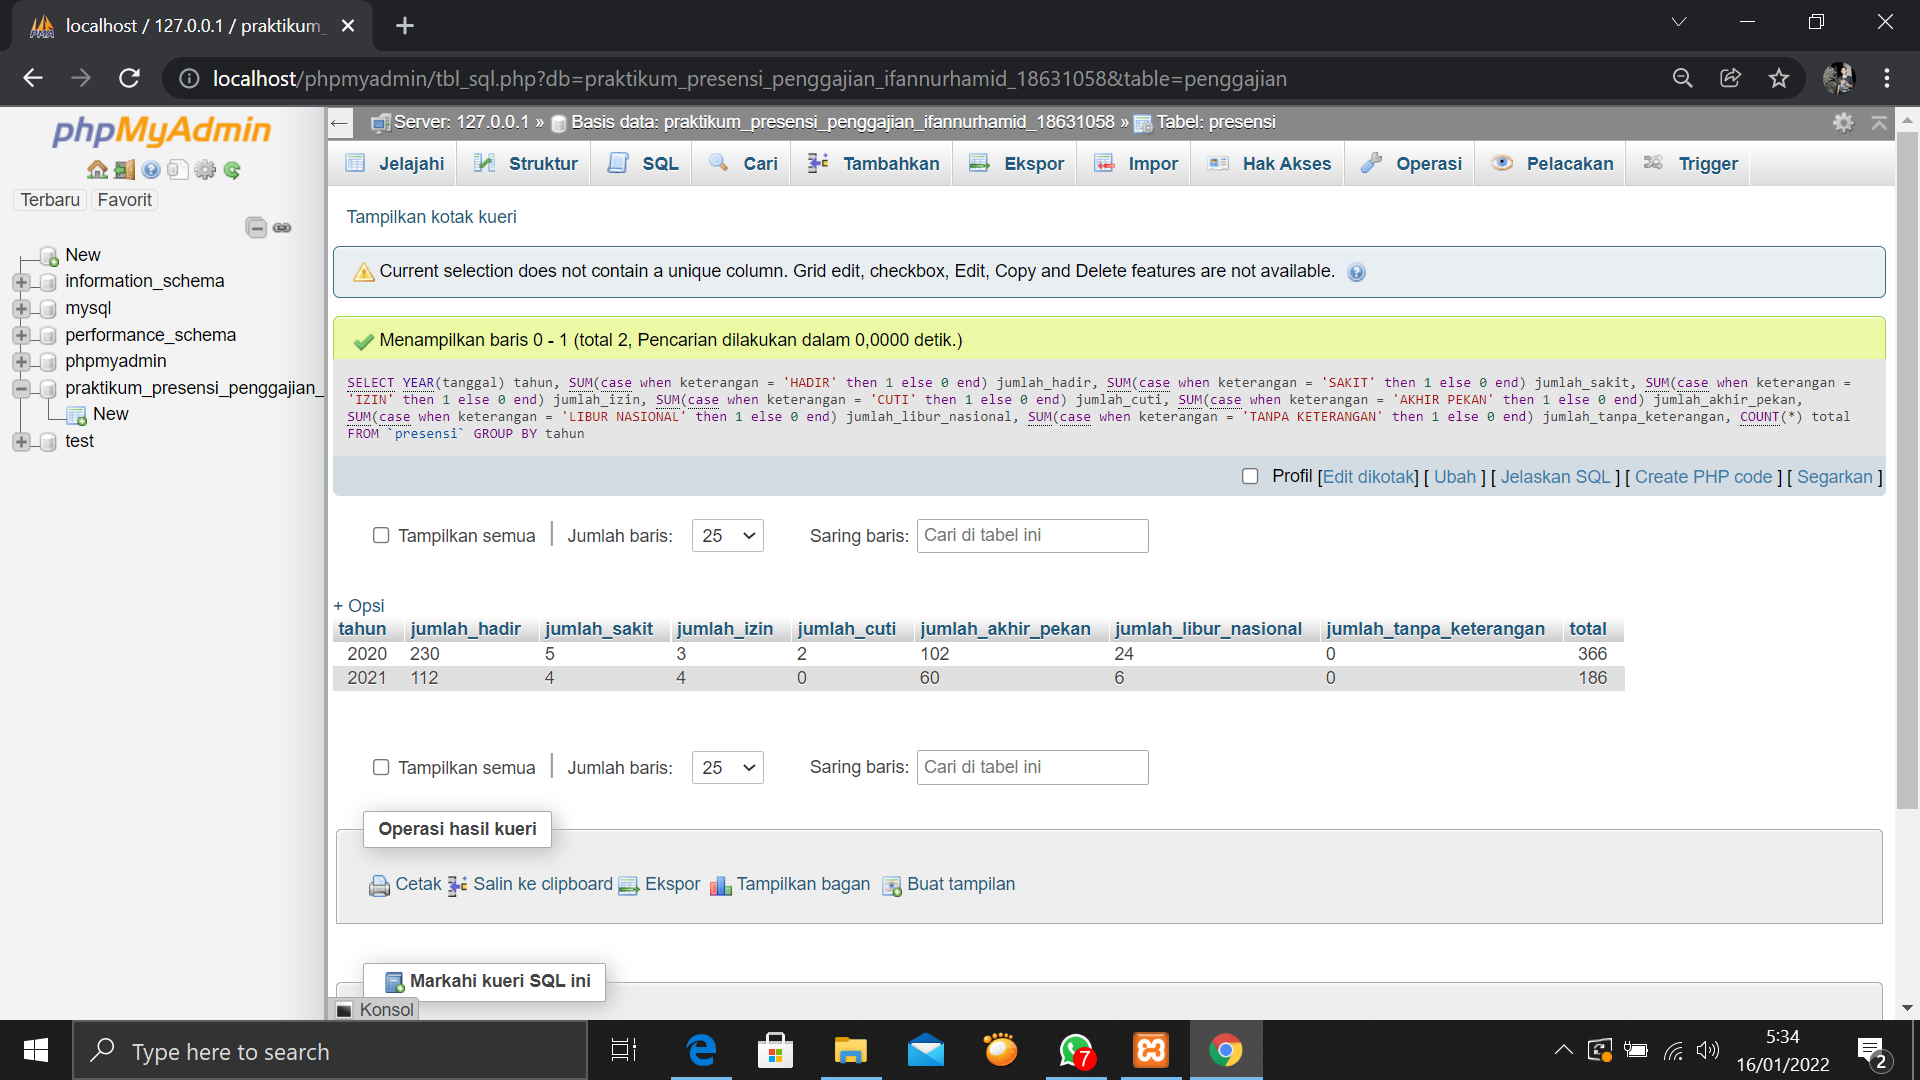 localhost / 127.0.0.1 / praktikum_
localhost/phpmyadmin/tbl_sql.php?db=praktikum_presensi_penggajian_ifannurhamid_18631058&table=penggajian
phpMyAdmin
Terbaru Favorit
New
information_schema
mysql
performance_schema
phpmyadmin
praktikum_presensi_penggajian_
New
test
Server: 127.0.0.1 » Basis data: praktikum_presensi_penggajian_ifannurhamid_18631058 » Tabel: presensi
Jelajahi Struktur SQL Cari Tambahkan Ekspor Impor Hak Akses Operasi Pelacakan Trigger
Tampilkan kotak kueri
Current selection does not contain a unique column. Grid edit, checkbox, Edit, Copy and Delete features are not available.
Menampilkan baris 0 - 1 (total 2, Pencarian dilakukan dalam 0,0000 detik.)
SELECT YEAR(tanggal) tahun, SUM(case when keterangan = 'HADIR' then 1 else 0 end) jumlah_hadir, SUM(case when keterangan = 'SAKIT' then 1 else 0 end) jumlah_sakit, SUM(case when keterangan =
'IZIN' then 1 else 0 end) jumlah_izin, SUM(case when keterangan = 'CUTI' then 1 else 0 end) jumlah_cuti, SUM(case when keterangan = 'AKHIR PEKAN' then 1 else 0 end) jumlah_akhir_pekan,
SUM(case when keterangan = 'LIBUR NASIONAL' then 1 else 0 end) jumlah_libur_nasional, SUM(case when keterangan = 'TANPA KETERANGAN' then 1 else 0 end) jumlah_tanpa_keterangan, COUNT(*) total
FROM `presensi` GROUP BY tahun
Profil [Edit dikotak] [ Ubah ] [ Jelaskan SQL ] [ Create PHP code ] [ Segarkan ]
Tampilkan semua | Jumlah baris: 25 Saring baris: Cari di tabel ini
+ Opsi
tahun jumlah_hadir jumlah_sakit jumlah_izin jumlah_cuti jumlah_akhir_pekan jumlah_libur_nasional jumlah_tanpa_keterangan total
2020 230 5 3 2 102 24 0 366
2021 112 4 4 0 60 6 0 186
Tampilkan semua | Jumlah baris: 25 Saring baris: Cari di tabel ini
Operasi hasil kueri
Cetak Salin ke clipboard Ekspor Tampilkan bagan Buat tampilan
Markahi kueri SQL ini
Konsol
Type here to search
7
5:34
16/01/2022
2